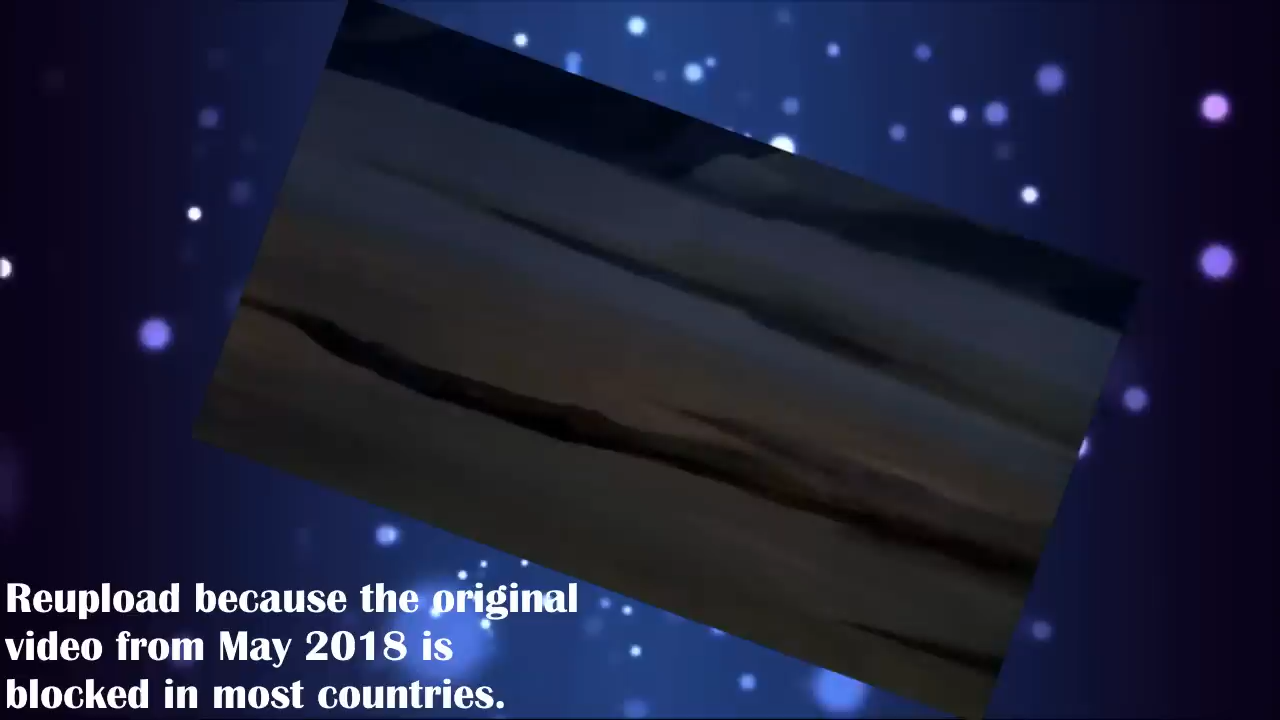 Reupload because the original
video from May 2018 is
blocked in most countries.